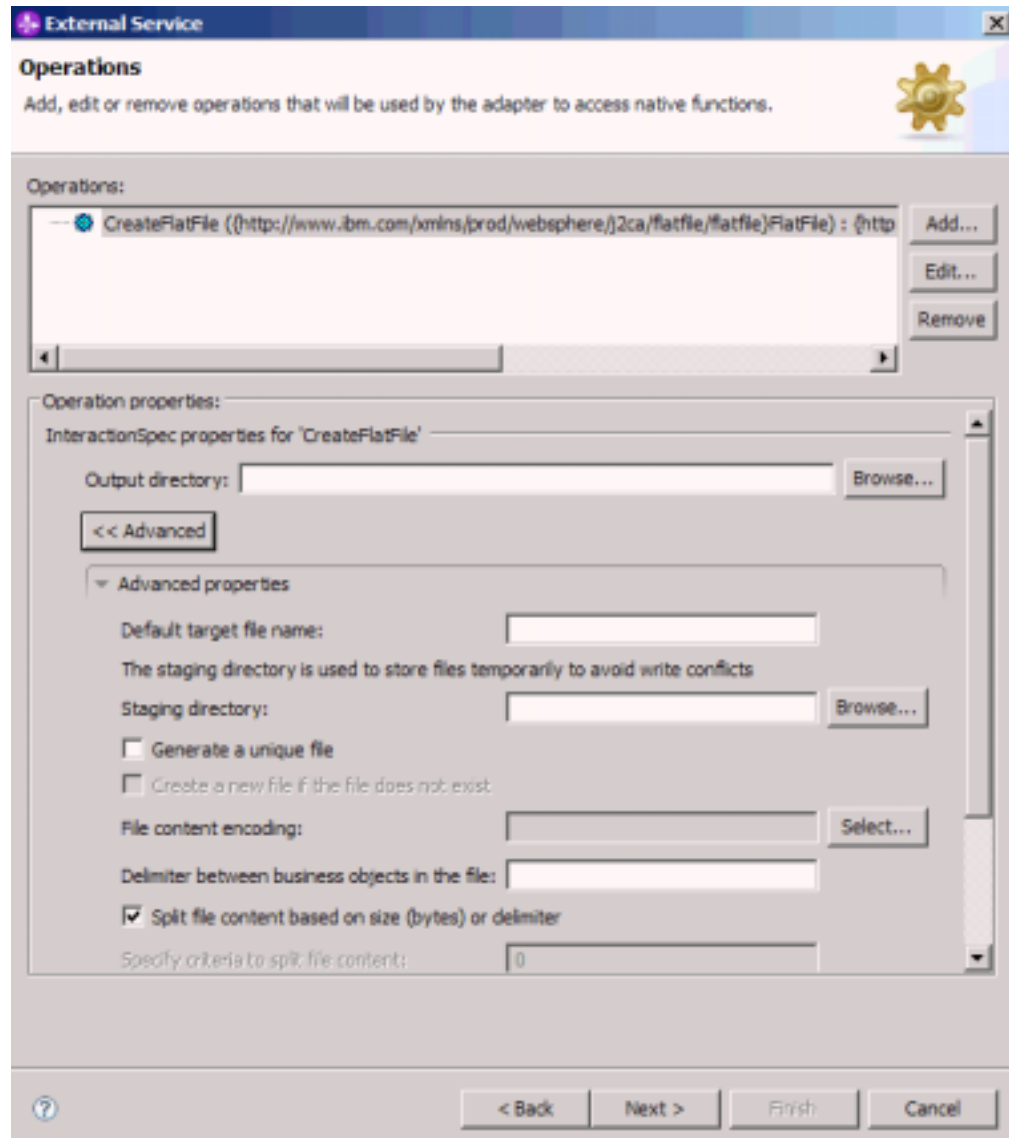 External Service
Operations
Add, edit or remove operations that will be used by the adapter to access native functions.
Operations:
CreateFlatFile ({http://www.ibm.com/xmlns/prod/websphere/j2ca/flatfile/flatfile}FlatFile) : {http
Add...
Edit...
Remove
Operation properties:
InteractionSpec properties for 'CreateFlatFile'
Output directory:
Browse...
<< Advanced
Advanced properties
Default target file name:
The staging directory is used to store files temporarily to avoid write conflicts
Staging directory:
Browse...
Generate a unique file
Create a new file if the file does not exist
File content encoding:
Select...
Delimiter between business objects in the file:
Split file content based on size (bytes) or delimiter
Specify criteria to split file content:
0
< Back
Next >
Finish
Cancel